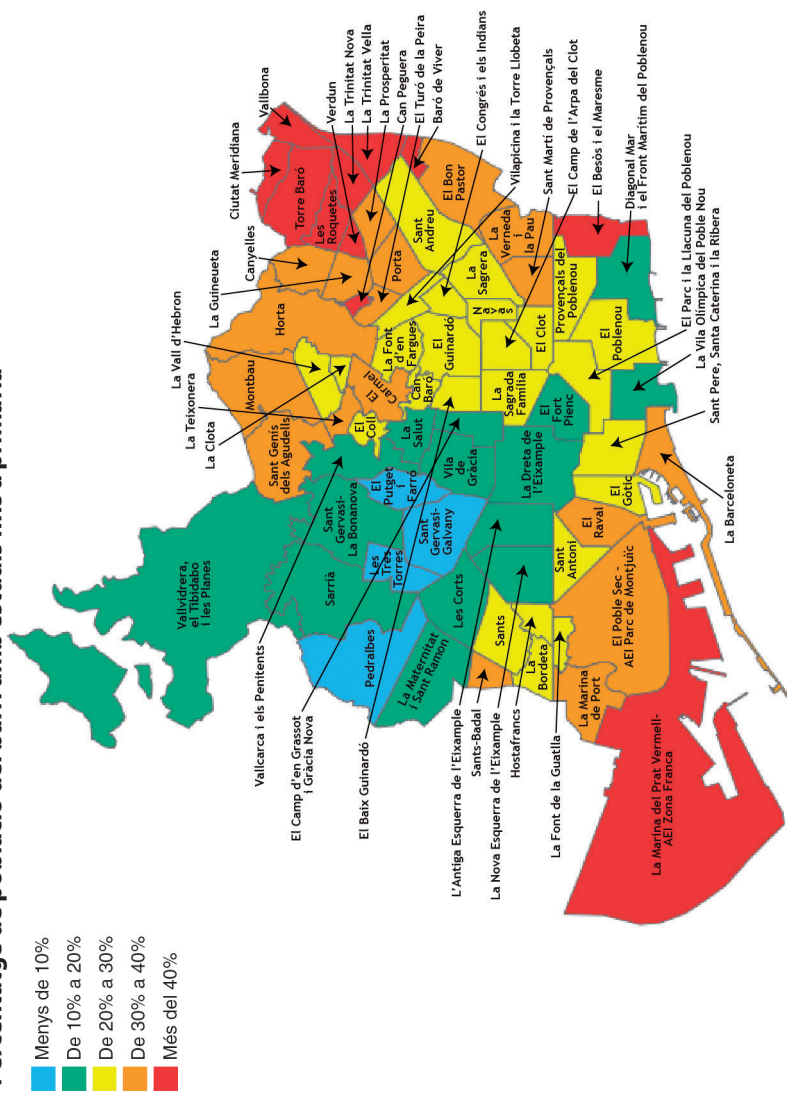 Percentatge de població del barri amb estudis fins a primària
Menys de 10%
De 10% a 20%
De 20% a 30%
De 30% a 40%
Més del 40%
Vallvidrera,
el Tibidabo
i les Planes
Vallcarca i els Penitents
El Camp d'en Grassot
i Gràcia Nova
El Baix Guinardó
L'Antiga Esquerra de l'Eixample
Sants-Badal
La Nova Esquerra de l'Eixample
Hostafrancs
La Font de la Guatlla
La Marina del Prat Vermell-
AEI Zona Franca
Pedralbes
La Maternitat
i Sant Ramon
Sarrià
Les Corts
Les
Tres
Torres
Sant
Gervasi-
La Bonanova
Sant
Gervasi-
Galvany
El
Putget
i
Farró
Sants
La
Bordeta
La Marina
de Port
El Poble Sec -
AEI Parc de Montjuïc
Sant
Antoni
El
Raval
El
Gòtic
La Barceloneta
La Dreta de
l'Eixample
Vila
de
Gràcia
La
Salut
El
Coll
Sant Genís
dels Agudells
Montbau
La Clota
La Teixonera
La Vall d'Hebron
El
Carmel
Can
Baró
La
Sagrada
Família
El
Fort
Pienc
Horta
La Font
d'en
Fargues
El
Guinardó
Navas
El Clot
El
Poblenou
Provençals del
Poblenou
La
Sagrera
Porta
Sant
Andreu
La
Verneda
i
la Pau
El Bon
Pastor
Les
Roquetes
Torre Baró
La Guineueta
Canyelles
Ciutat Meridiana
Vallbona
Verdun
La Trinitat Nova
La Trinitat Vella
La Prosperitat
Can Peguera
El Turó de la Peira
Baró de Viver
El Congrés i els Indians
Vilapicina i la Torre Llobeta
Sant Martí de Provençals
El Camp de l'Arpa del Clot
El Besòs i el Maresme
Diagonal Mar
i el Front Marítim del Poblenou
El Parc i la Llacuna del Poblenou
La Vila Olímpica del Poble Nou
Sant Pere, Santa Caterina i la Ribera